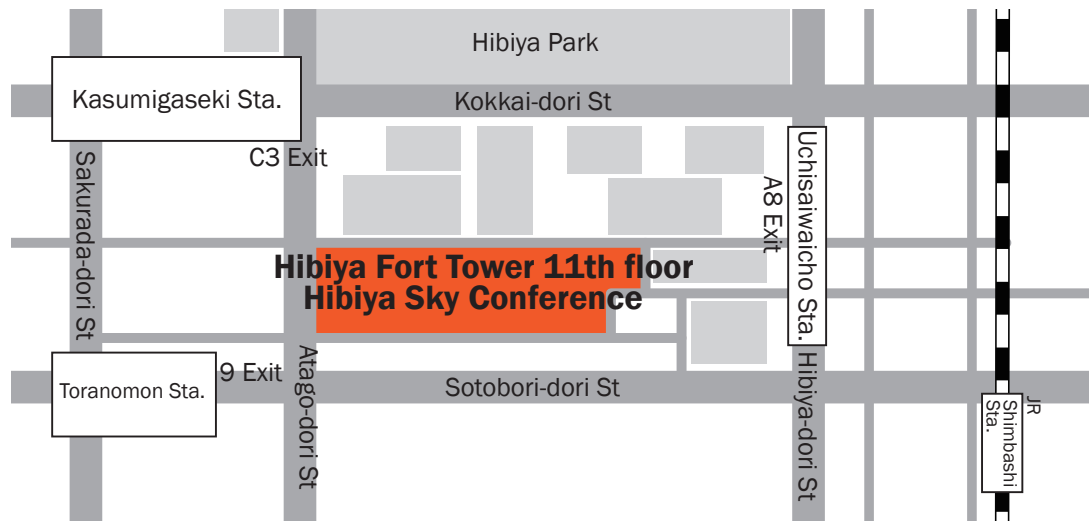 Hibiya Park
Kasumigaseki Sta.
Kokkai-dori St
C3 Exit
Sakurada-dori St
A8 Exit
Uchisaiwaicho Sta.
Hibiya Fort Tower 11th floor
Hibiya Sky Conference
Toranomon Sta.
9 Exit
Atago-dori St
Sotobori-dori St
Hibiya-dori St
JR
Shimbashi
Sta.